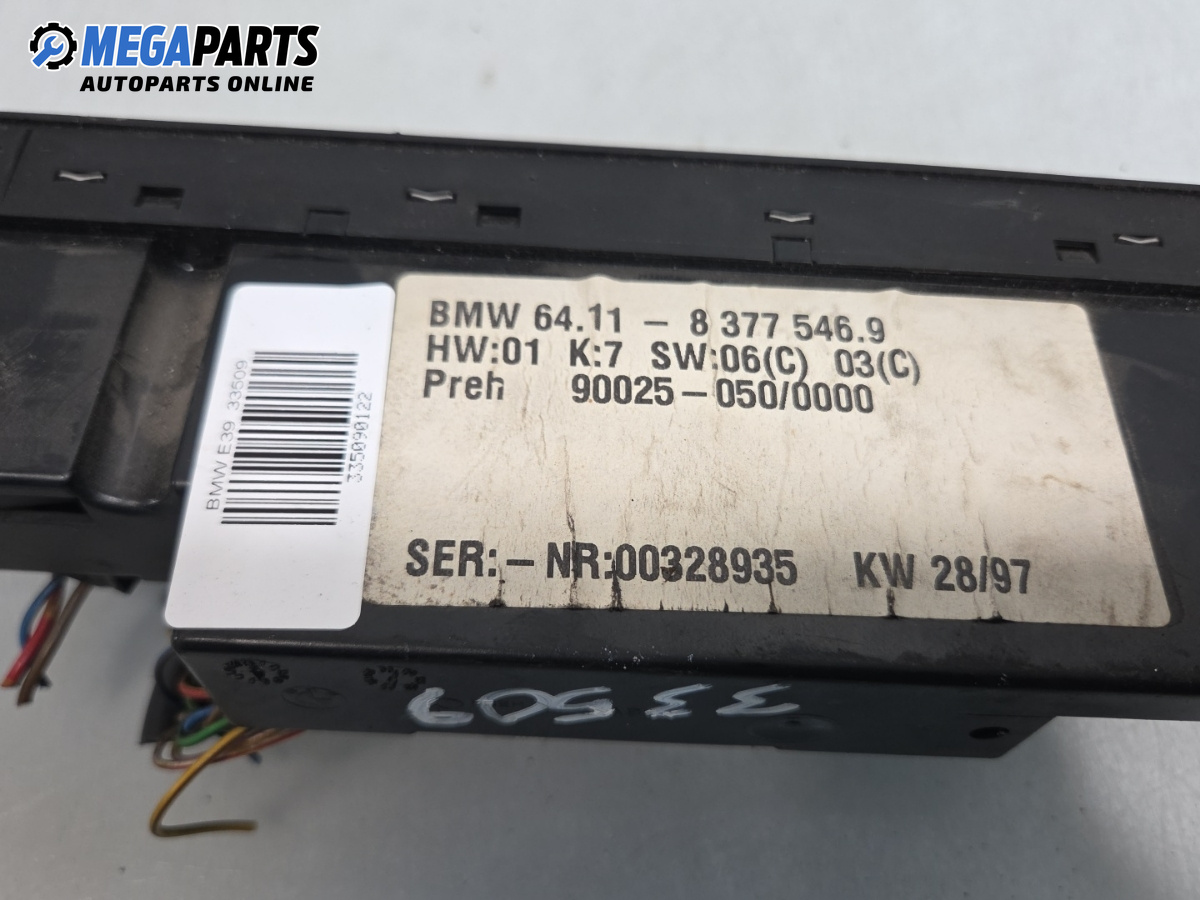 MEGAPARTS
AUTOPARTS ONLINE
BMW 64.11 – 8 377 546.9
HW:01 K:7 SW:06(C) 03(C)
Preh 90025–050/0000
SER:–NR:00328935 KW 28/97
BMW E39 33509
335090122
33509